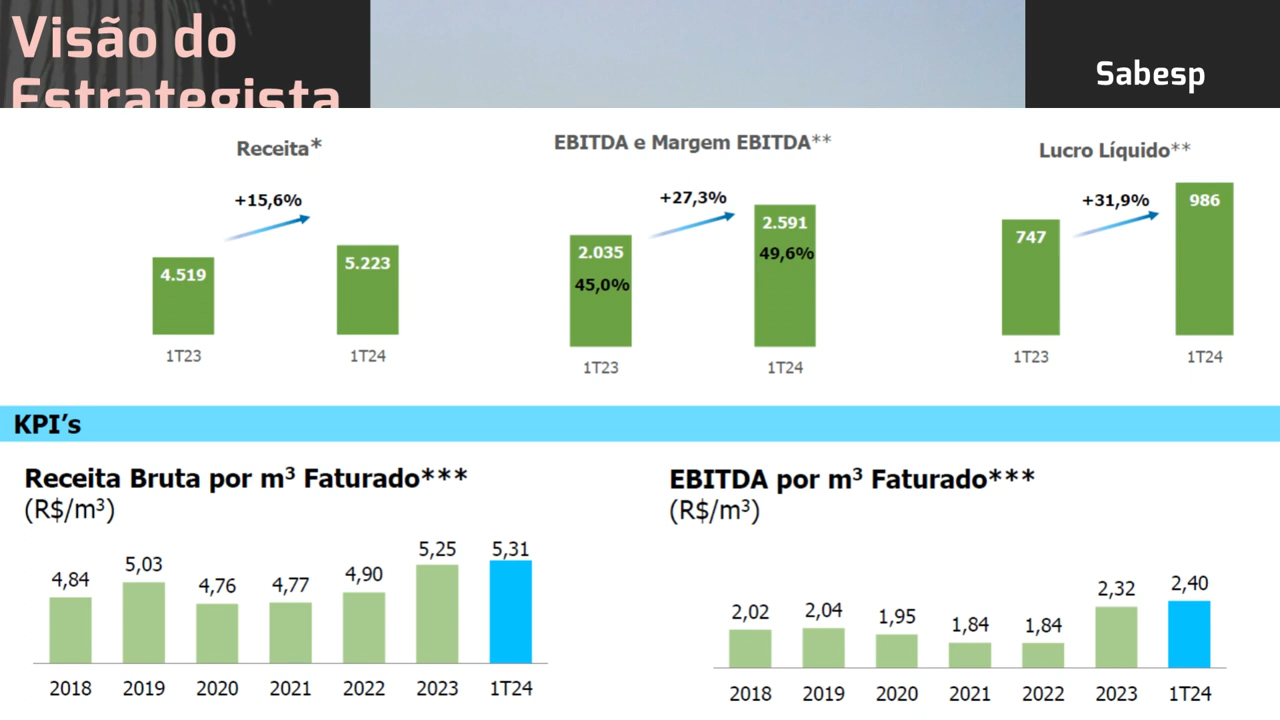 Visão do
Estrategista
Sabesp
Receita*
+15,6%
4.519
5.223
1T23
1T24
EBITDA e Margem EBITDA**
+27,3%
2.035
45,0%
2.591
49,6%
1T23
1T24
Lucro Líquido**
+31,9%
747
986
1T23
1T24
KPI’s
Receita Bruta por m³ Faturado***
(R$/m³)
4,84
5,03
4,76
4,77
4,90
5,25
5,31
2018
2019
2020
2021
2022
2023
1T24
EBITDA por m³ Faturado***
(R$/m³)
2,02
2,04
1,95
1,84
1,84
2,32
2,40
2018
2019
2020
2021
2022
2023
1T24